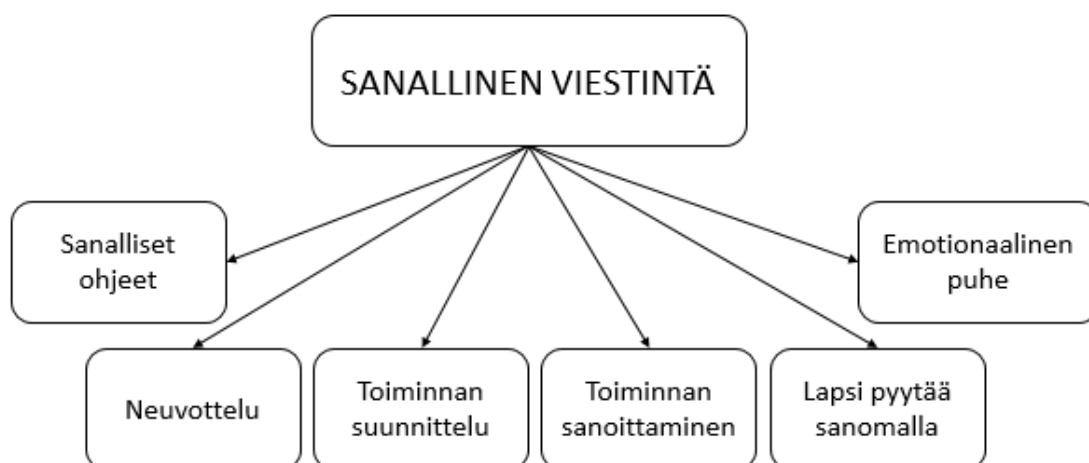 SANALLINEN VIESTINTÄ
Sanalliset
ohjeet
Emotionaalinen
puhe
Neuvottelu
Toiminnan
suunnittelu
Toiminnan
sanoittaminen
Lapsi pyytää
sanomalla